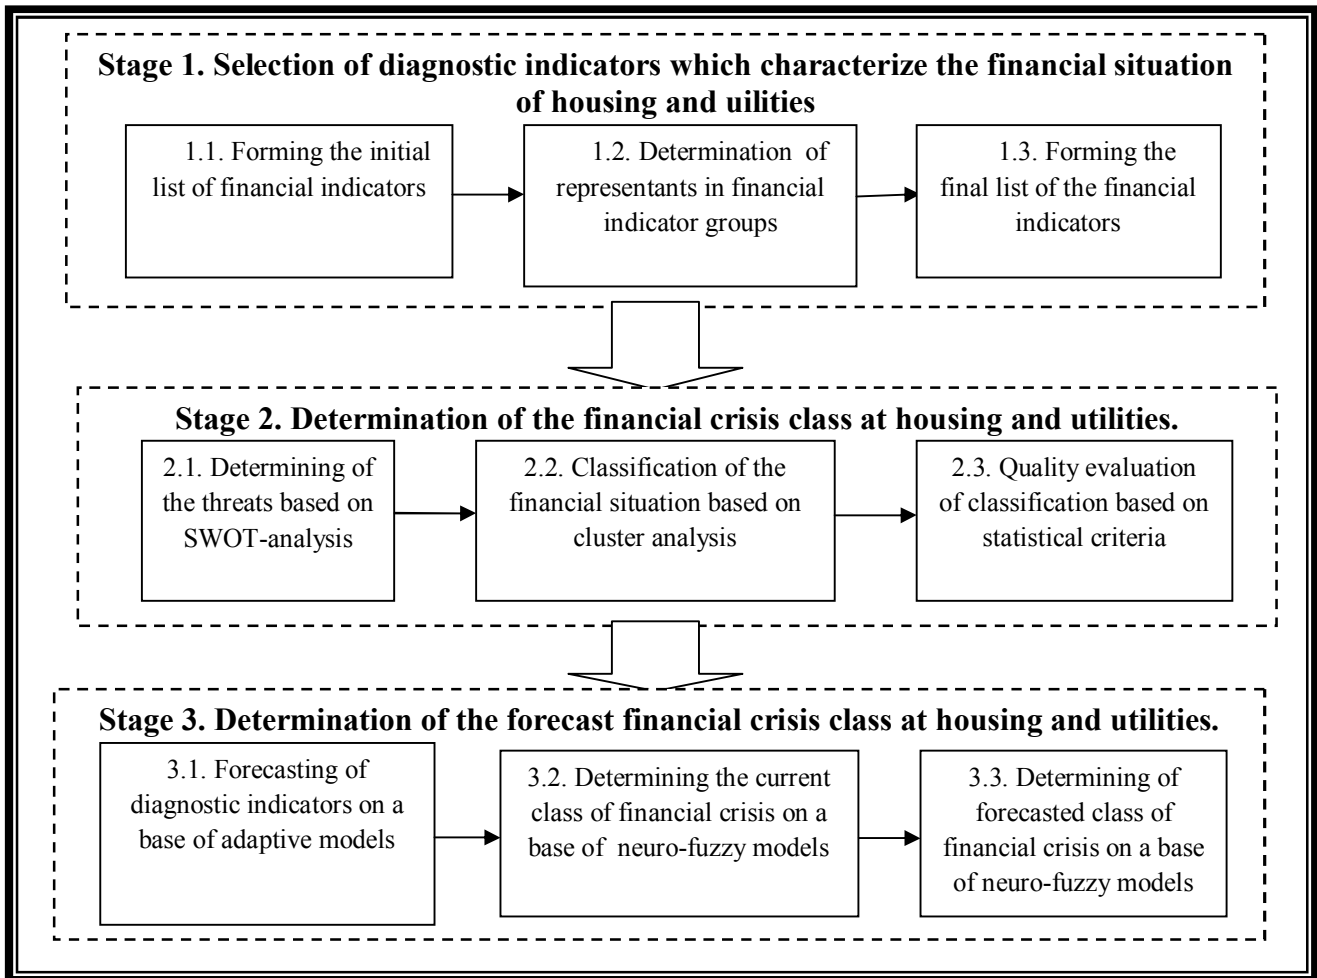 Stage 1. Selection of diagnostic indicators which characterize the financial situation
of housing and uilities
1.1. Forming the initial
list of financial indicators
1.2. Determination of
representants in financial
indicator groups
1.3. Forming the
final list of the financial
indicators
Stage 2. Determination of the financial crisis class at housing and utilities.
2.1. Determining of
the threats based on
SWOT-analysis
2.2. Classification of the
financial situation based on
cluster analysis
2.3. Quality evaluation
of classification based on
statistical criteria
Stage 3. Determination of the forecast financial crisis class at housing and utilities.
3.1. Forecasting of
diagnostic indicators on a
base of adaptive models
3.2. Determining the current
class of financial crisis on a
base of neuro-fuzzy models
3.3. Determining of
forecasted class of
financial crisis on a base
of neuro-fuzzy models